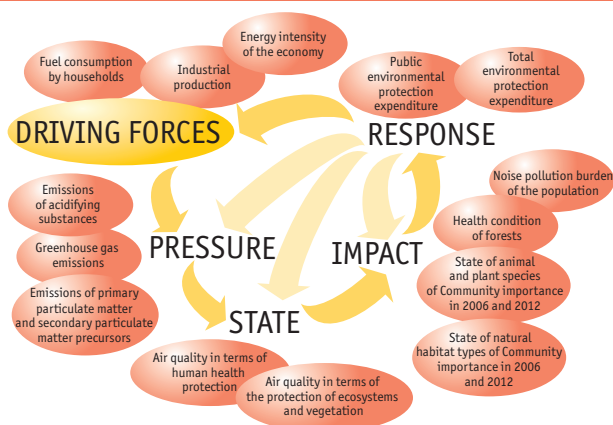 Energy intensity
of the economy
Fuel consumption
by households
Industrial
production
Public
environmental
protection
expenditure
Total
environmental
protection
expenditure
DRIVING FORCES
RESPONSE
Emissions
of acidifying
substances
Greenhouse gas
emissions
Emissions of primary
particulate matter
and secondary particulate
matter precursors
PRESSURE
IMPACT
Noise pollution burden
of the population
Health condition
of forests
State of animal
and plant species
of Community importance
in 2006 and 2012
State of natural
habitat types of Community
importance in 2006
and 2012
STATE
Air quality in terms of
human health
protection
Air quality in terms of
the protection of ecosystems
and vegetation